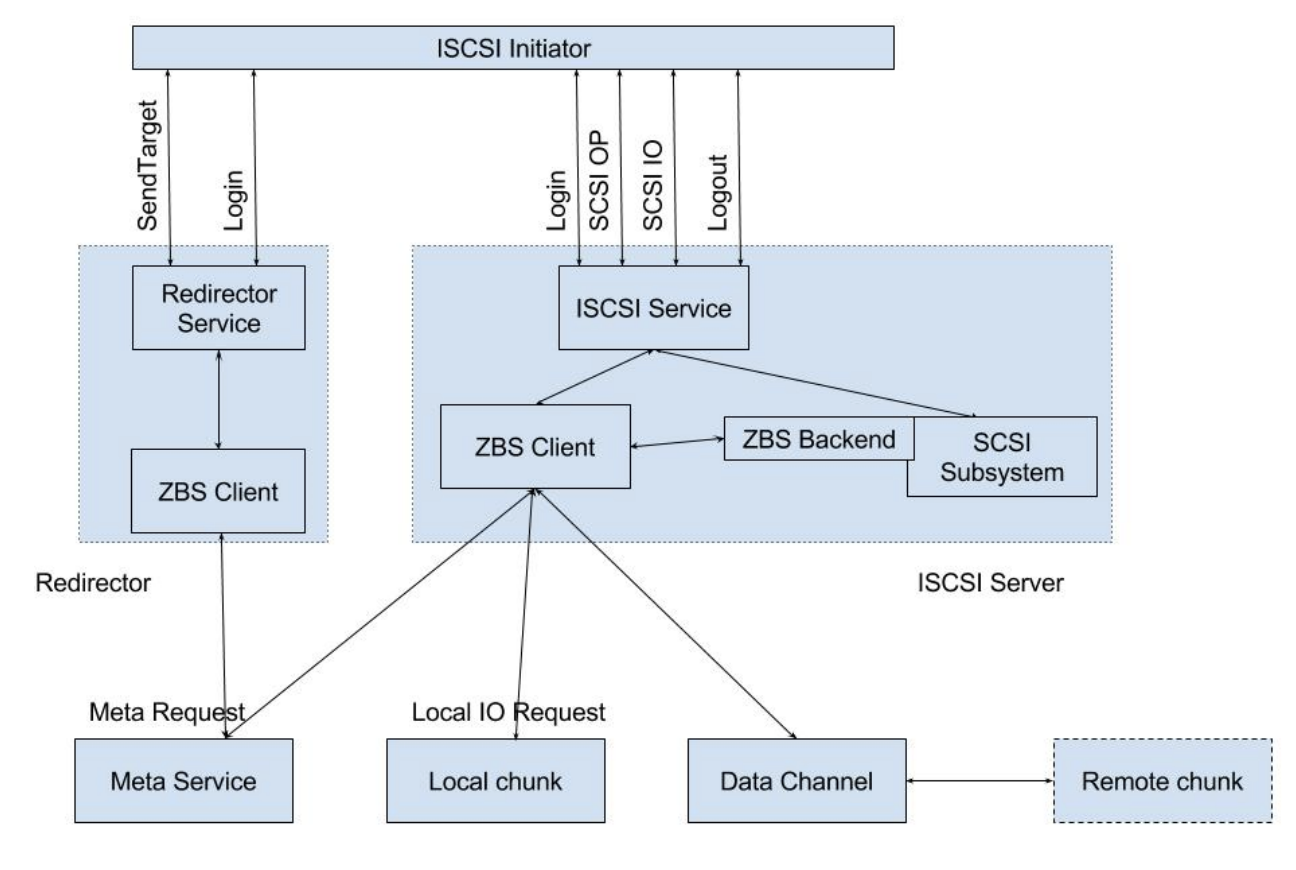 ISCSI Initiator
SendTarget
Login
Login
SCSI OP
SCSI IO
Logout
Redirector
Service
ISCSI Service
ZBS Client
ZBS Client
ZBS Backend
SCSI
Subsystem
Redirector
ISCSI Server
Meta Request
Local IO Request
Meta Service
Local chunk
Data Channel
Remote chunk